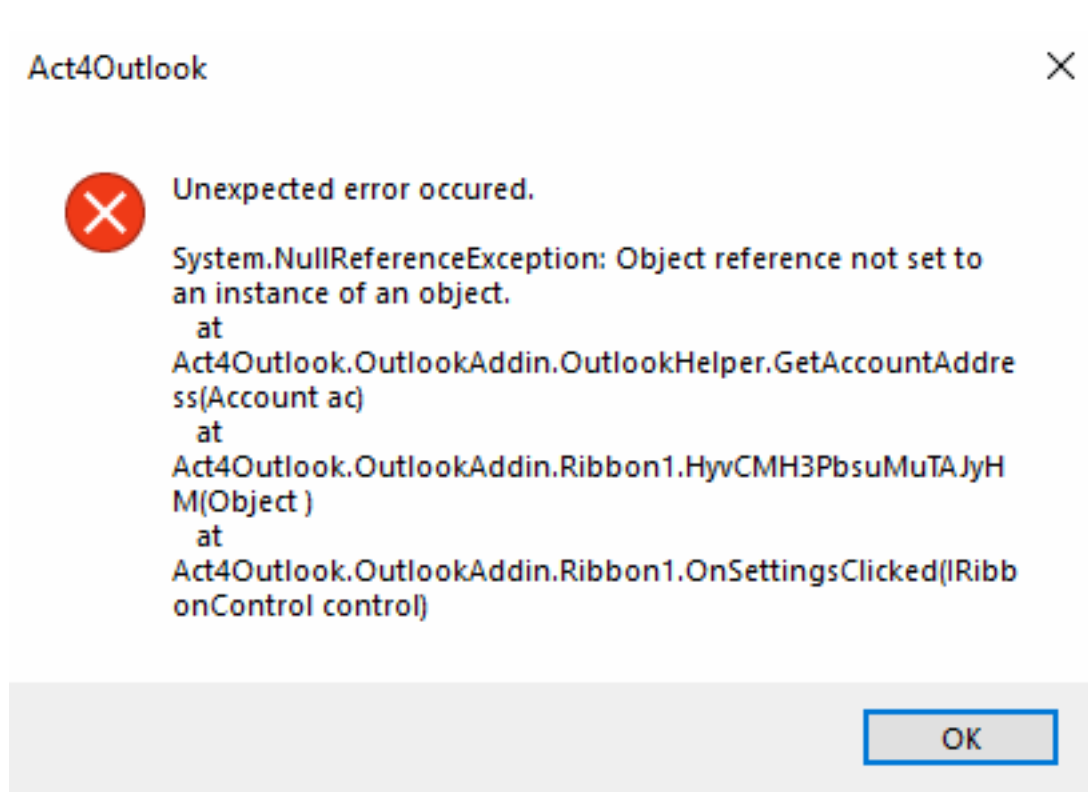 Act4Outlook
Unexpected error occured.
System.NullReferenceException: Object reference not set to
an instance of an object.
at
Act4Outlook.OutlookAddin.OutlookHelper.GetAccountAddre
ss(Account ac)
at
Act4Outlook.OutlookAddin.Ribbon1.HyvCMH3PbsuMuTAJyH
M(Object )
at
Act4Outlook.OutlookAddin.Ribbon1.OnSettingsClicked(IRibb
onControl control)
OK